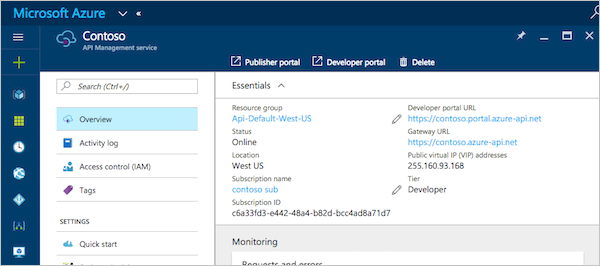 Microsoft Azure
Contoso
API Management service
Publisher portal
Developer portal
Delete
Search (Ctrl+/)
Overview
Activity log
Access control (IAM)
Tags
SETTINGS
Quick start
Essentials
Resource group
Api-Default-West-US
Status
Online
Location
West US
Subscription name
contoso sub
Subscription ID
c6a33fd3-e442-48a4-b82d-bcc4ad8a71d7
Developer portal URL
https://contoso.portal.azure-api.net
Gateway URL
https://contoso.azure-api.net
Public virtual IP (VIP) addresses
255.160.93.168
Tier
Developer
Monitoring
Requests and errors